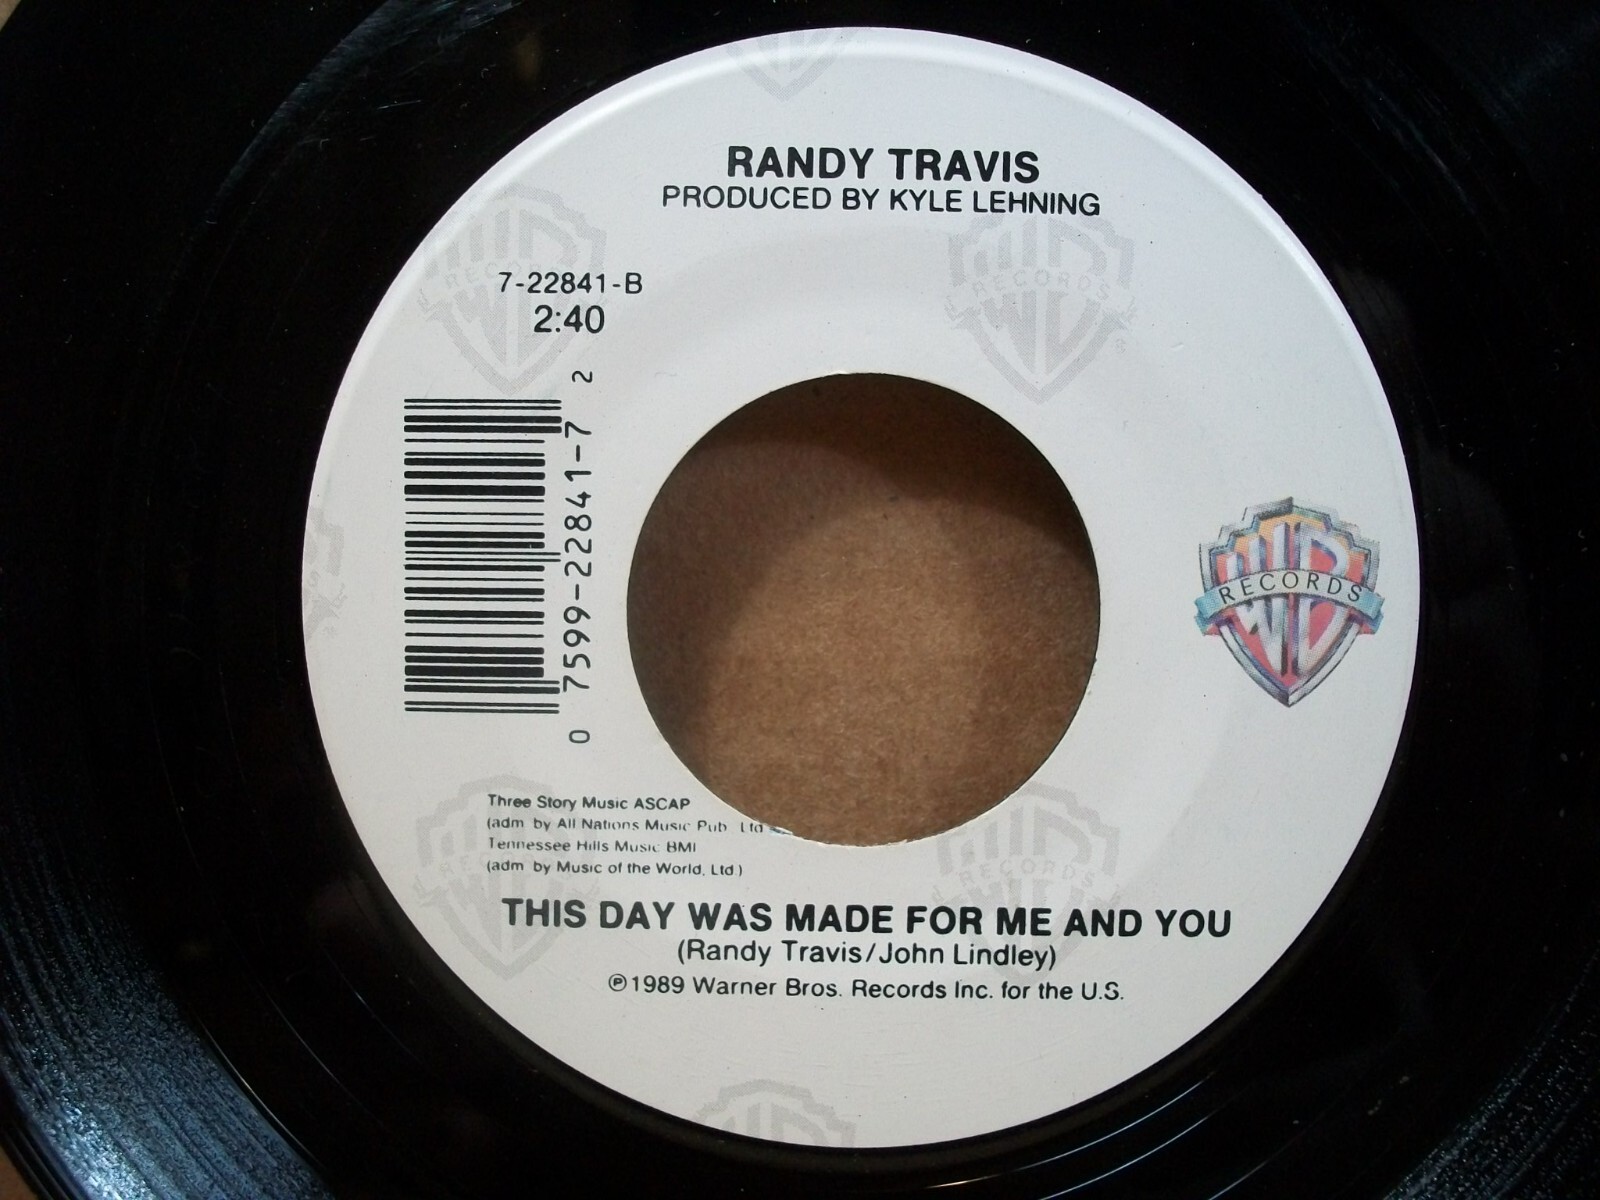 RANDY TRAVIS
PRODUCED BY KYLE LEHNING
7-22841-B
2:40
0 7599-22841-7 2
WB
RECORDS
Three Story Music ASCAP
(adm by All Nations Music Pub Ltd
Tennessee Hills Music BMI
(adm by Music of the World, Ltd.)
THIS DAY WAS MADE FOR ME AND YOU
(Randy Travis/John Lindley)
℗1989 Warner Bros. Records Inc. for the U.S.